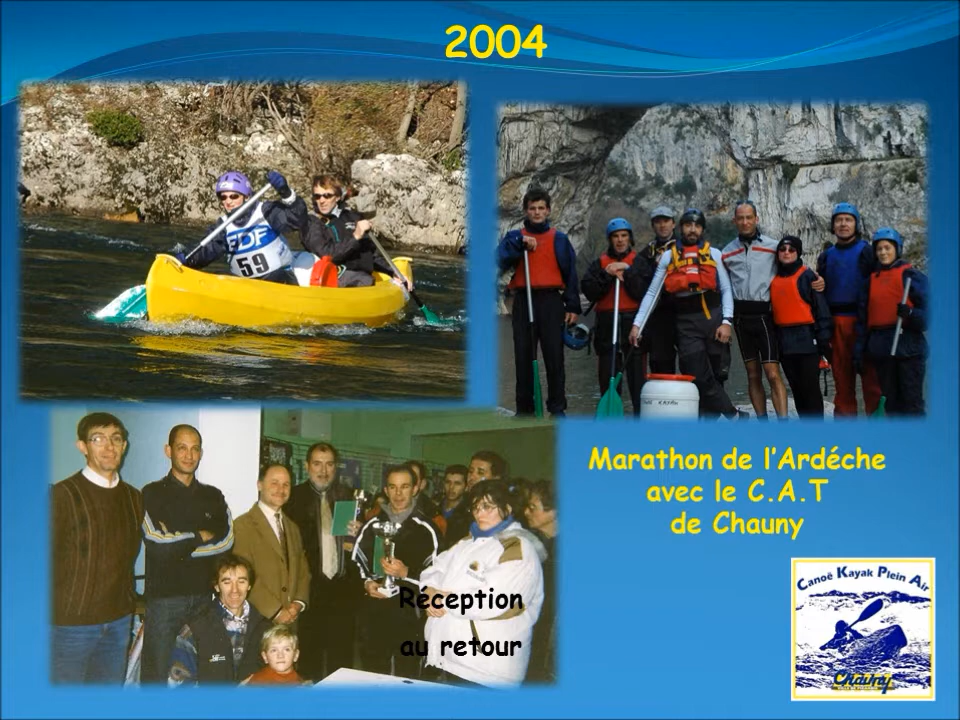 2004
EDF
59
Marathon de l'Ardéche
avec le C.A.T
de Chauny
Réception
au retour
Canoë Kayak Plein Air
Chauny